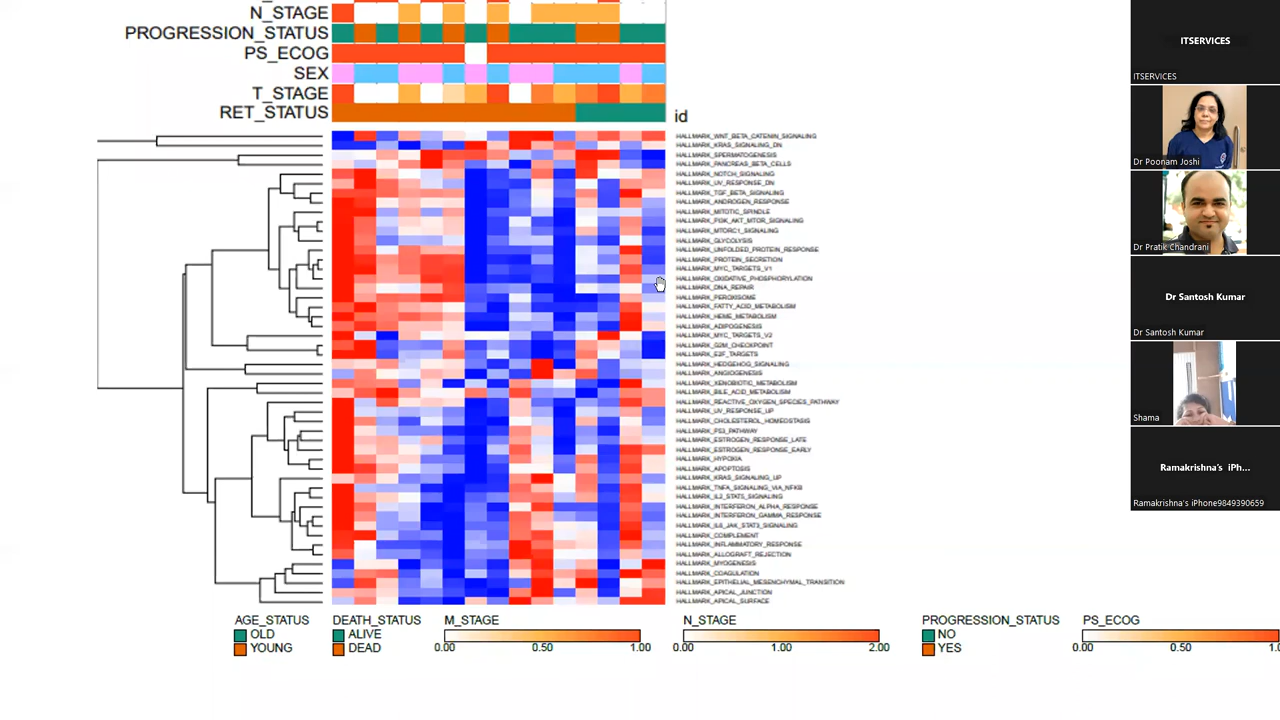 N_STAGE
PROGRESSION_STATUS
PS_ECOG
SEX
T_STAGE
RET_STATUS
id
HALLMARK_WNT_BETA_CATENIN_SIGNALING
HALLMARK_KRAS_SIGNALING_DN
HALLMARK_SPERMATOGENESIS
HALLMARK_PANCREAS_BETA_CELLS
HALLMARK_NOTCH_SIGNALING
HALLMARK_UV_RESPONSE_DN
HALLMARK_TGF_BETA_SIGNALING
HALLMARK_ANDROGEN_RESPONSE
HALLMARK_MITOTIC_SPINDLE
HALLMARK_PI3K_AKT_MTOR_SIGNALING
HALLMARK_MTORC1_SIGNALING
HALLMARK_GLYCOLYSIS
HALLMARK_UNFOLDED_PROTEIN_RESPONSE
HALLMARK_PROTEIN_SECRETION
HALLMARK_MYC_TARGETS_V1
HALLMARK_OXIDATIVE_PHOSPHORYLATION
HALLMARK_DNA_REPAIR
HALLMARK_PEROXISOME
HALLMARK_FATTY_ACID_METABOLISM
HALLMARK_HEME_METABOLISM
HALLMARK_ADIPOGENESIS
HALLMARK_MYC_TARGETS_V2
HALLMARK_G2M_CHECKPOINT
HALLMARK_E2F_TARGETS
HALLMARK_HEDGEHOG_SIGNALING
HALLMARK_ANGIOGENESIS
HALLMARK_XENOBIOTIC_METABOLISM
HALLMARK_BILE_ACID_METABOLISM
HALLMARK_REACTIVE_OXYGEN_SPECIES_PATHWAY
HALLMARK_UV_RESPONSE_UP
HALLMARK_CHOLESTEROL_HOMEOSTASIS
HALLMARK_P53_PATHWAY
HALLMARK_ESTROGEN_RESPONSE_LATE
HALLMARK_ESTROGEN_RESPONSE_EARLY
HALLMARK_HYPOXIA
HALLMARK_APOPTOSIS
HALLMARK_KRAS_SIGNALING_UP
HALLMARK_TNFA_SIGNALING_VIA_NFKB
HALLMARK_IL2_STAT5_SIGNALING
HALLMARK_INTERFERON_ALPHA_RESPONSE
HALLMARK_INTERFERON_GAMMA_RESPONSE
HALLMARK_IL6_JAK_STAT3_SIGNALING
HALLMARK_COMPLEMENT
HALLMARK_INFLAMMATORY_RESPONSE
HALLMARK_ALLOGRAFT_REJECTION
HALLMARK_MYOGENESIS
HALLMARK_COAGULATION
HALLMARK_EPITHELIAL_MESENCHYMAL_TRANSITION
HALLMARK_APICAL_JUNCTION
HALLMARK_APICAL_SURFACE
AGE_STATUS
OLD
YOUNG
DEATH_STATUS
ALIVE
DEAD
M_STAGE
0.00 0.50 1.00
N_STAGE
0.00 1.00 2.00
PROGRESSION_STATUS
NO
YES
PS_ECOG
0.00 0.50 1.0
ITSERVICES
ITSERVICES
Dr Poonam Joshi
Dr Pratik Chandrani
Dr Santosh Kumar
Dr Santosh Kumar
Shama
Ramakrishna's iPh...
Ramakrishna's iPhone9849390659